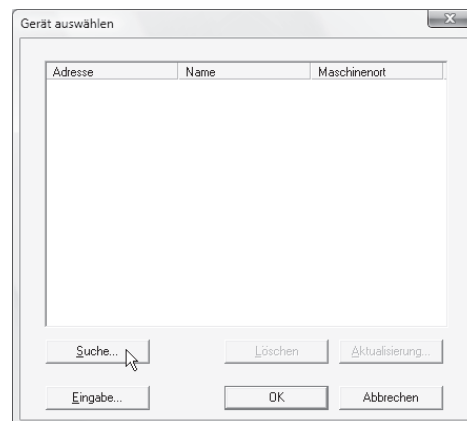 Gerät auswählen
Adresse Name Maschinenort
Suche... Löschen Aktualisierung...
Eingabe... OK Abbrechen